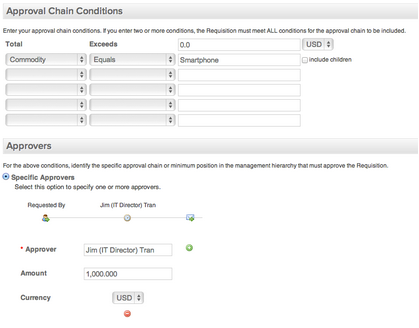 Approval Chain Conditions
Enter your approval chain conditions. If you enter two or more conditions, the Requisition must meet ALL conditions for the approval chain to be included.
Total Exceeds 0.0 USD
Commodity Equals Smartphone include children
Approvers
For the above conditions, identify the specific approval chain or minimum position in the management hierarchy that must approve the Requisition.
Specific Approvers
Select this option to specify one or more approvers.
Requested By Jim (IT Director) Tran
* Approver Jim (IT Director) Tran
Amount 1,000.000
Currency USD